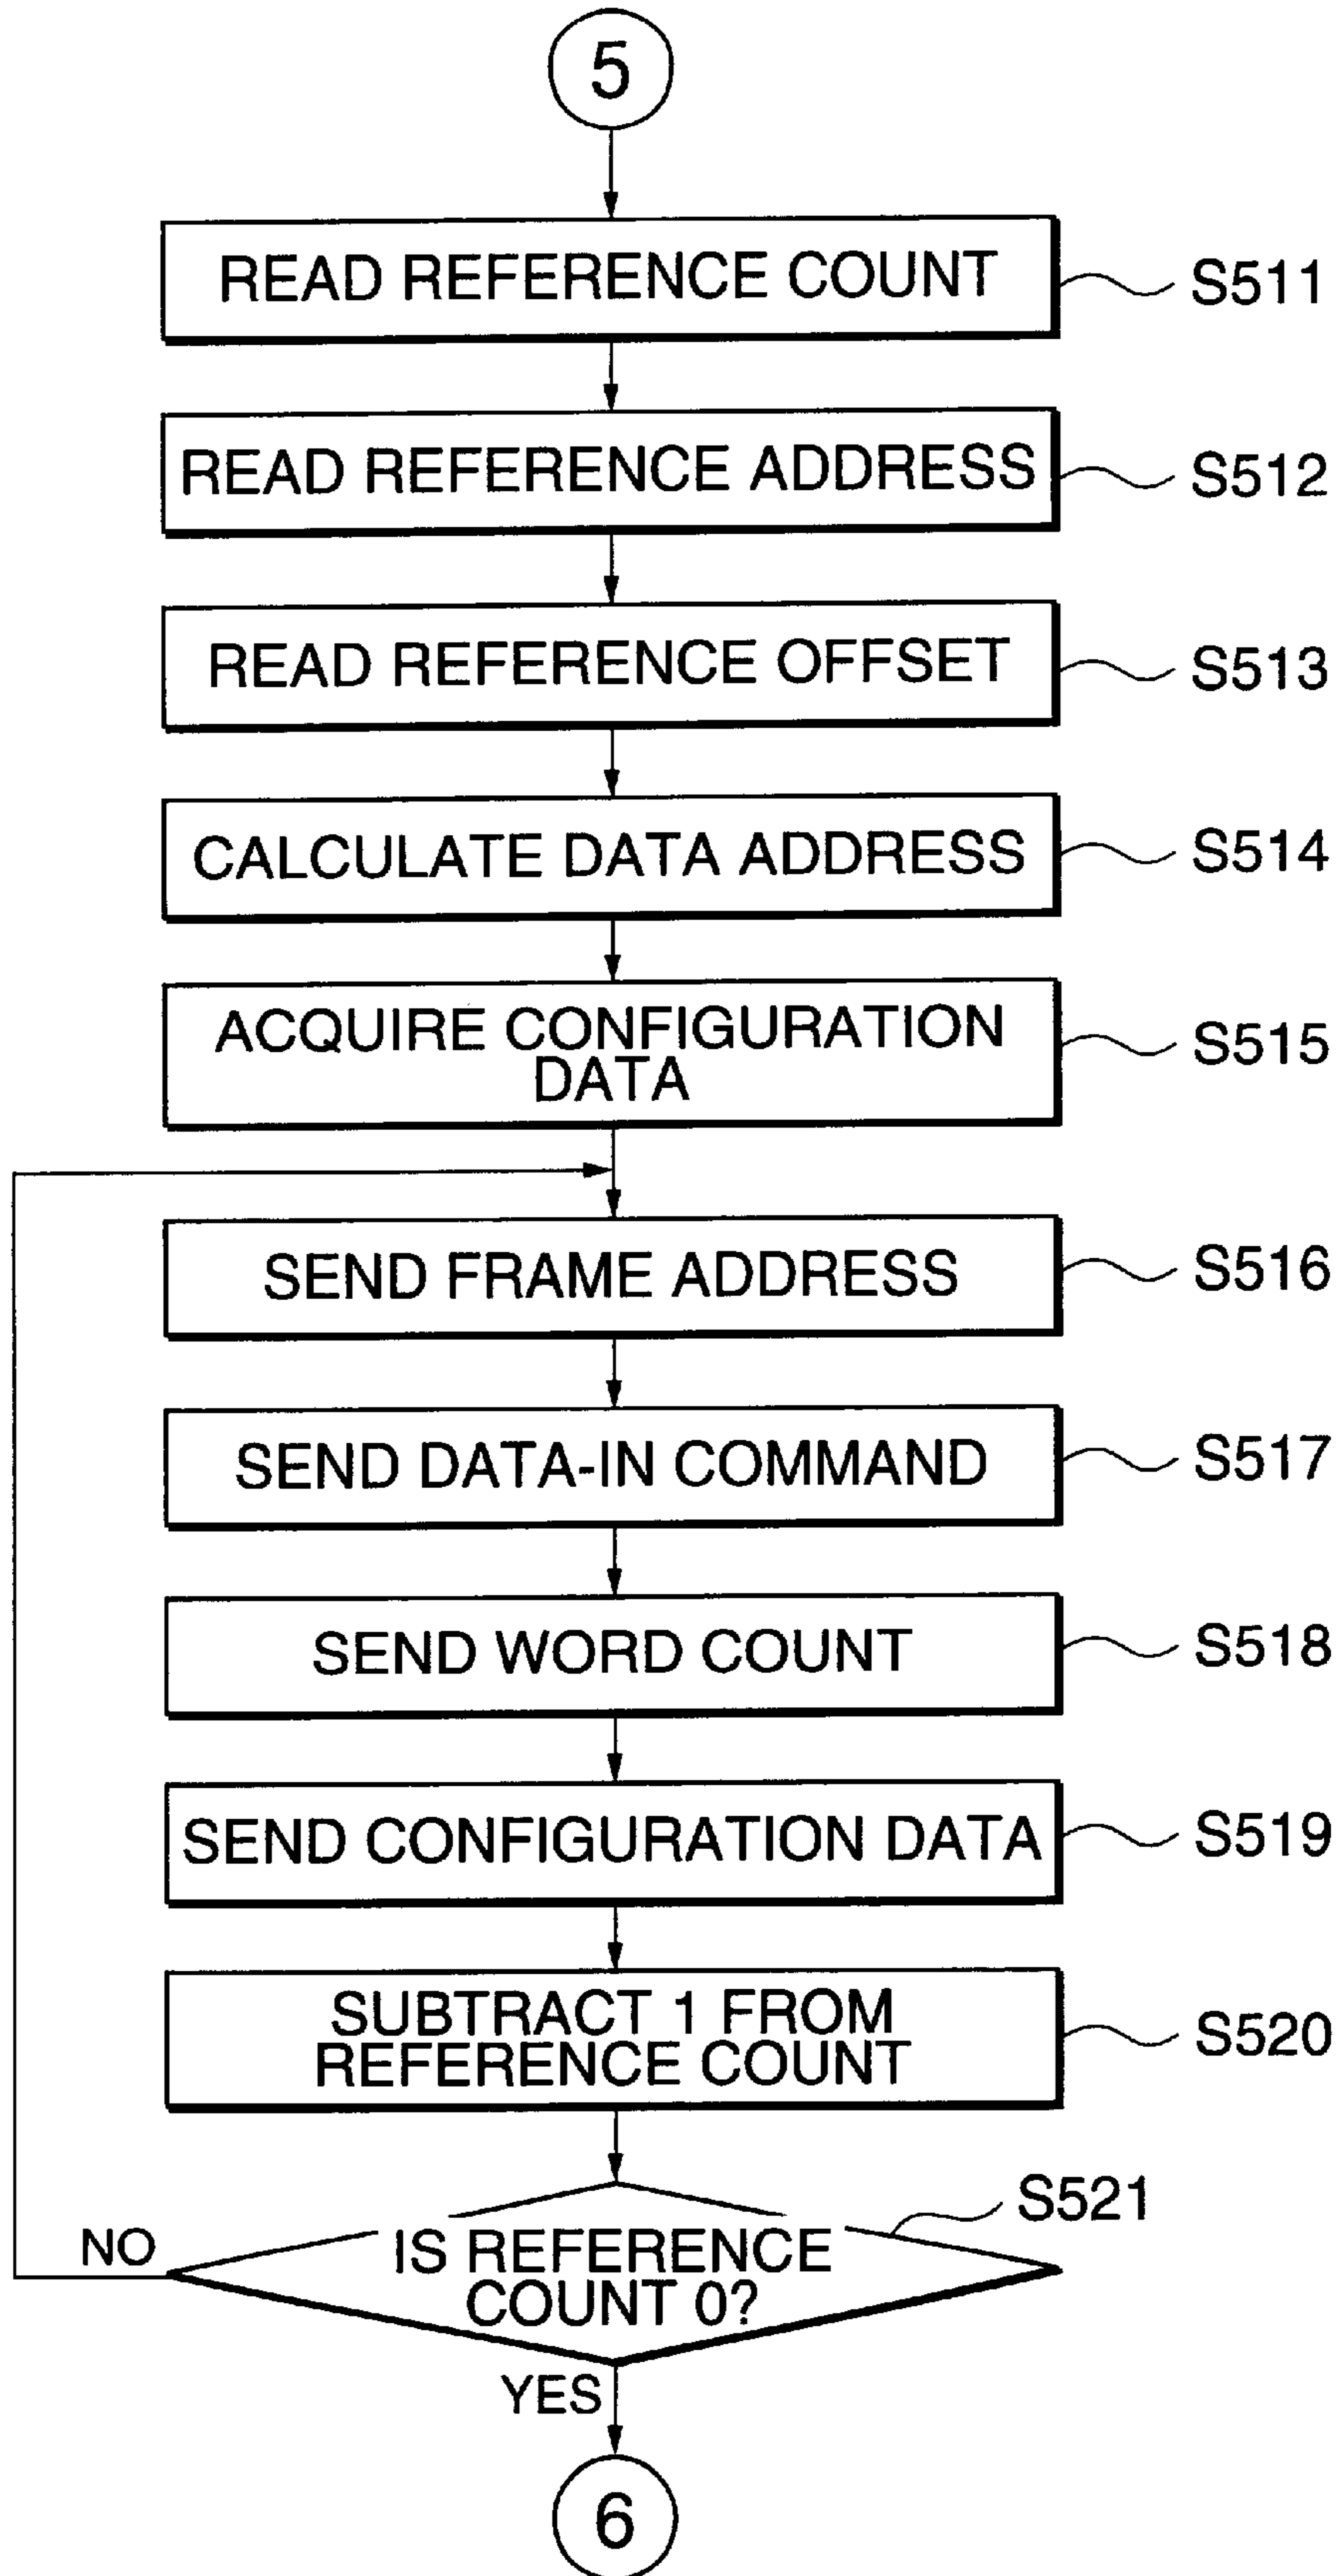 5
READ REFERENCE COUNT
S511
READ REFERENCE ADDRESS
S512
READ REFERENCE OFFSET
S513
CALCULATE DATA ADDRESS
S514
ACQUIRE CONFIGURATION
DATA
S515
SEND FRAME ADDRESS
S516
SEND DATA-IN COMMAND
S517
SEND WORD COUNT
S518
SEND CONFIGURATION DATA
S519
SUBTRACT 1 FROM
REFERENCE COUNT
S520
S521
NO
IS REFERENCE
COUNT 0?
YES
6